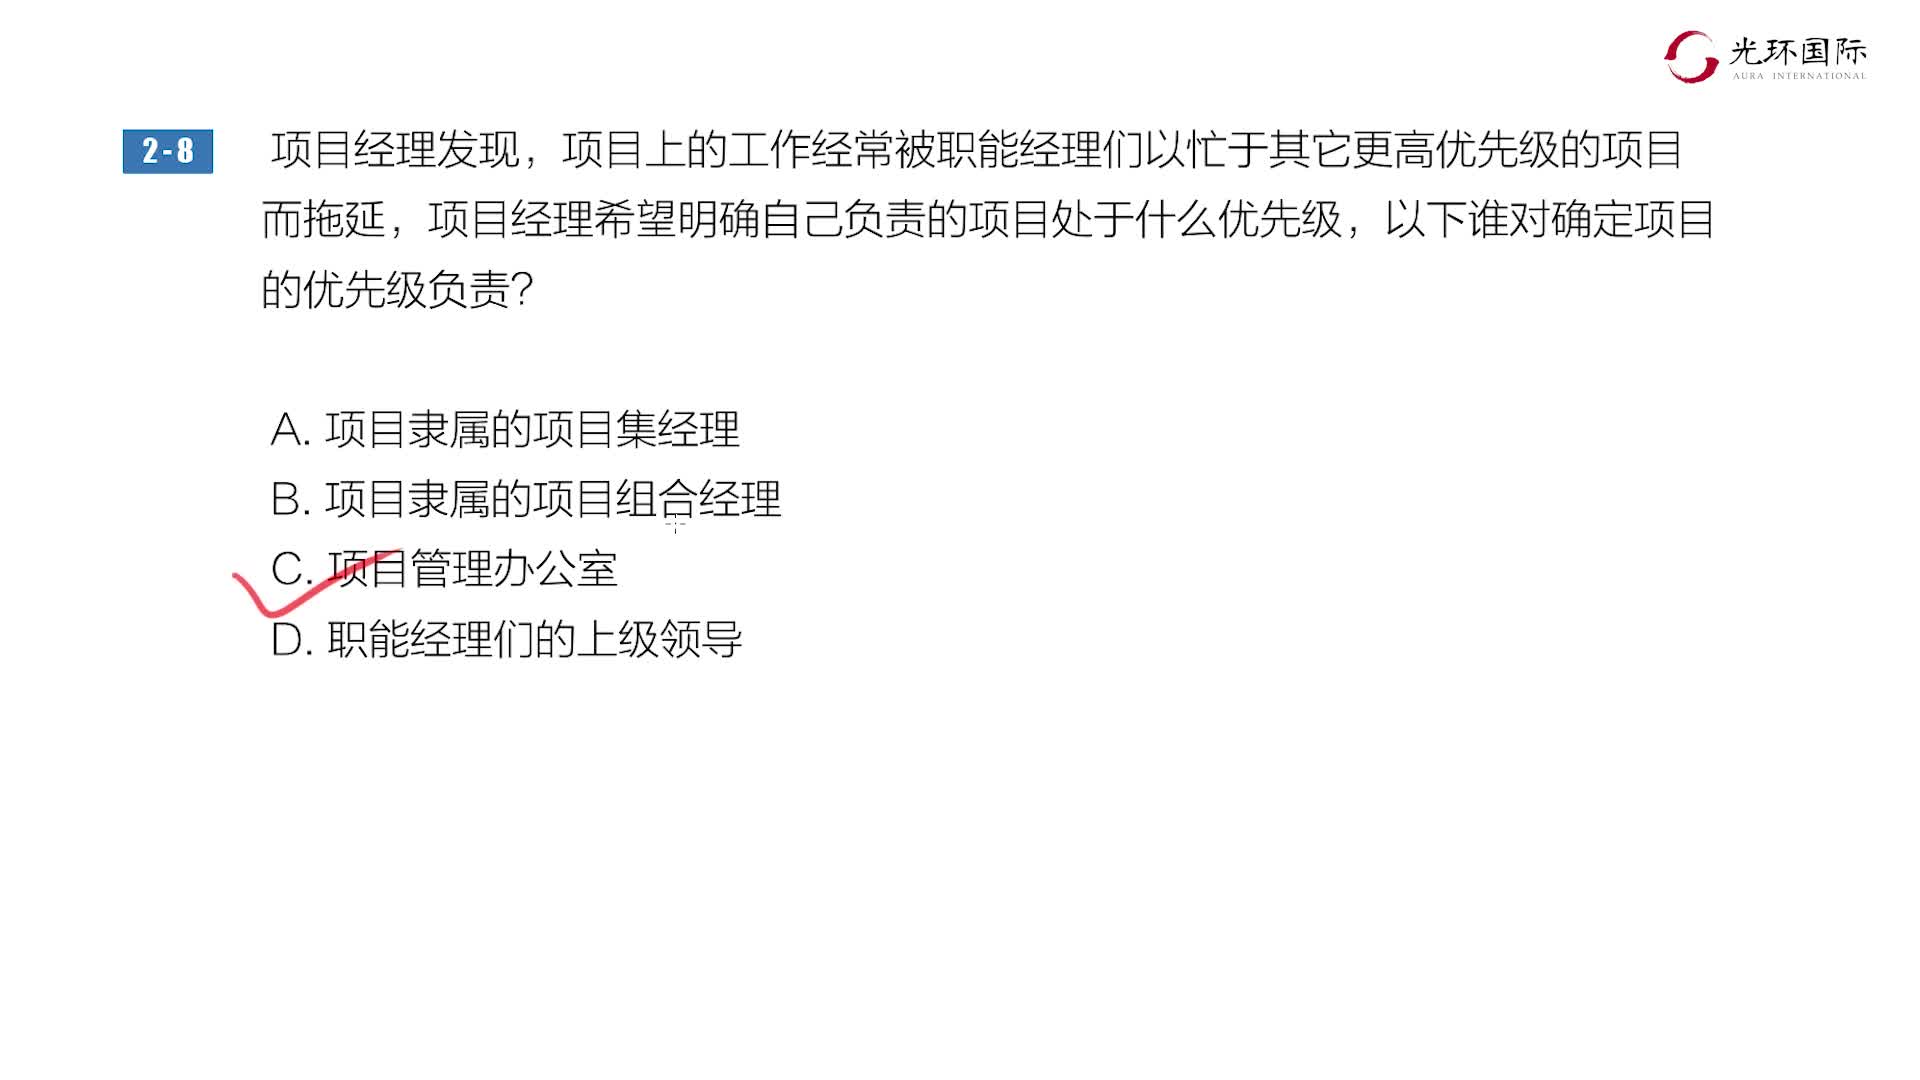 光环国际
AURA INTERNATIONAL
2-8
项目经理发现，项目上的工作经常被职能经理们以忙于其它更高优先级的项目
而拖延，项目经理希望明确自己负责的项目处于什么优先级，以下谁对确定项目
的优先级负责？
A. 项目隶属的项目集经理
B. 项目隶属的项目组合经理
C. 项目管理办公室
D. 职能经理们的上级领导